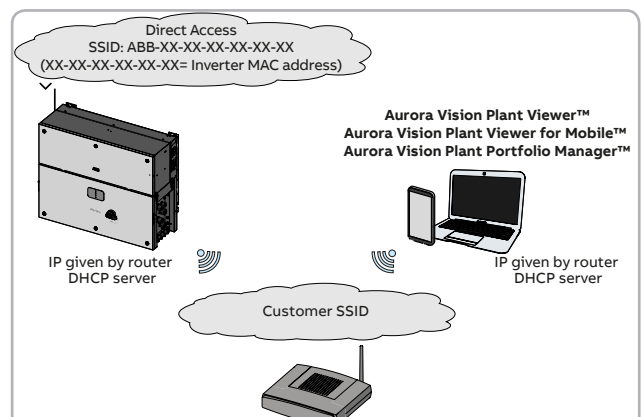 Direct Access
SSID: ABB-XX-XX-XX-XX-XX-XX
(XX-XX-XX-XX-XX-XX= Inverter MAC address)
Aurora Vision Plant Viewer™
Aurora Vision Plant Viewer for Mobile™
Aurora Vision Plant Portfolio Manager™
IP given by router
DHCP server
IP given by router
DHCP server
Customer SSID